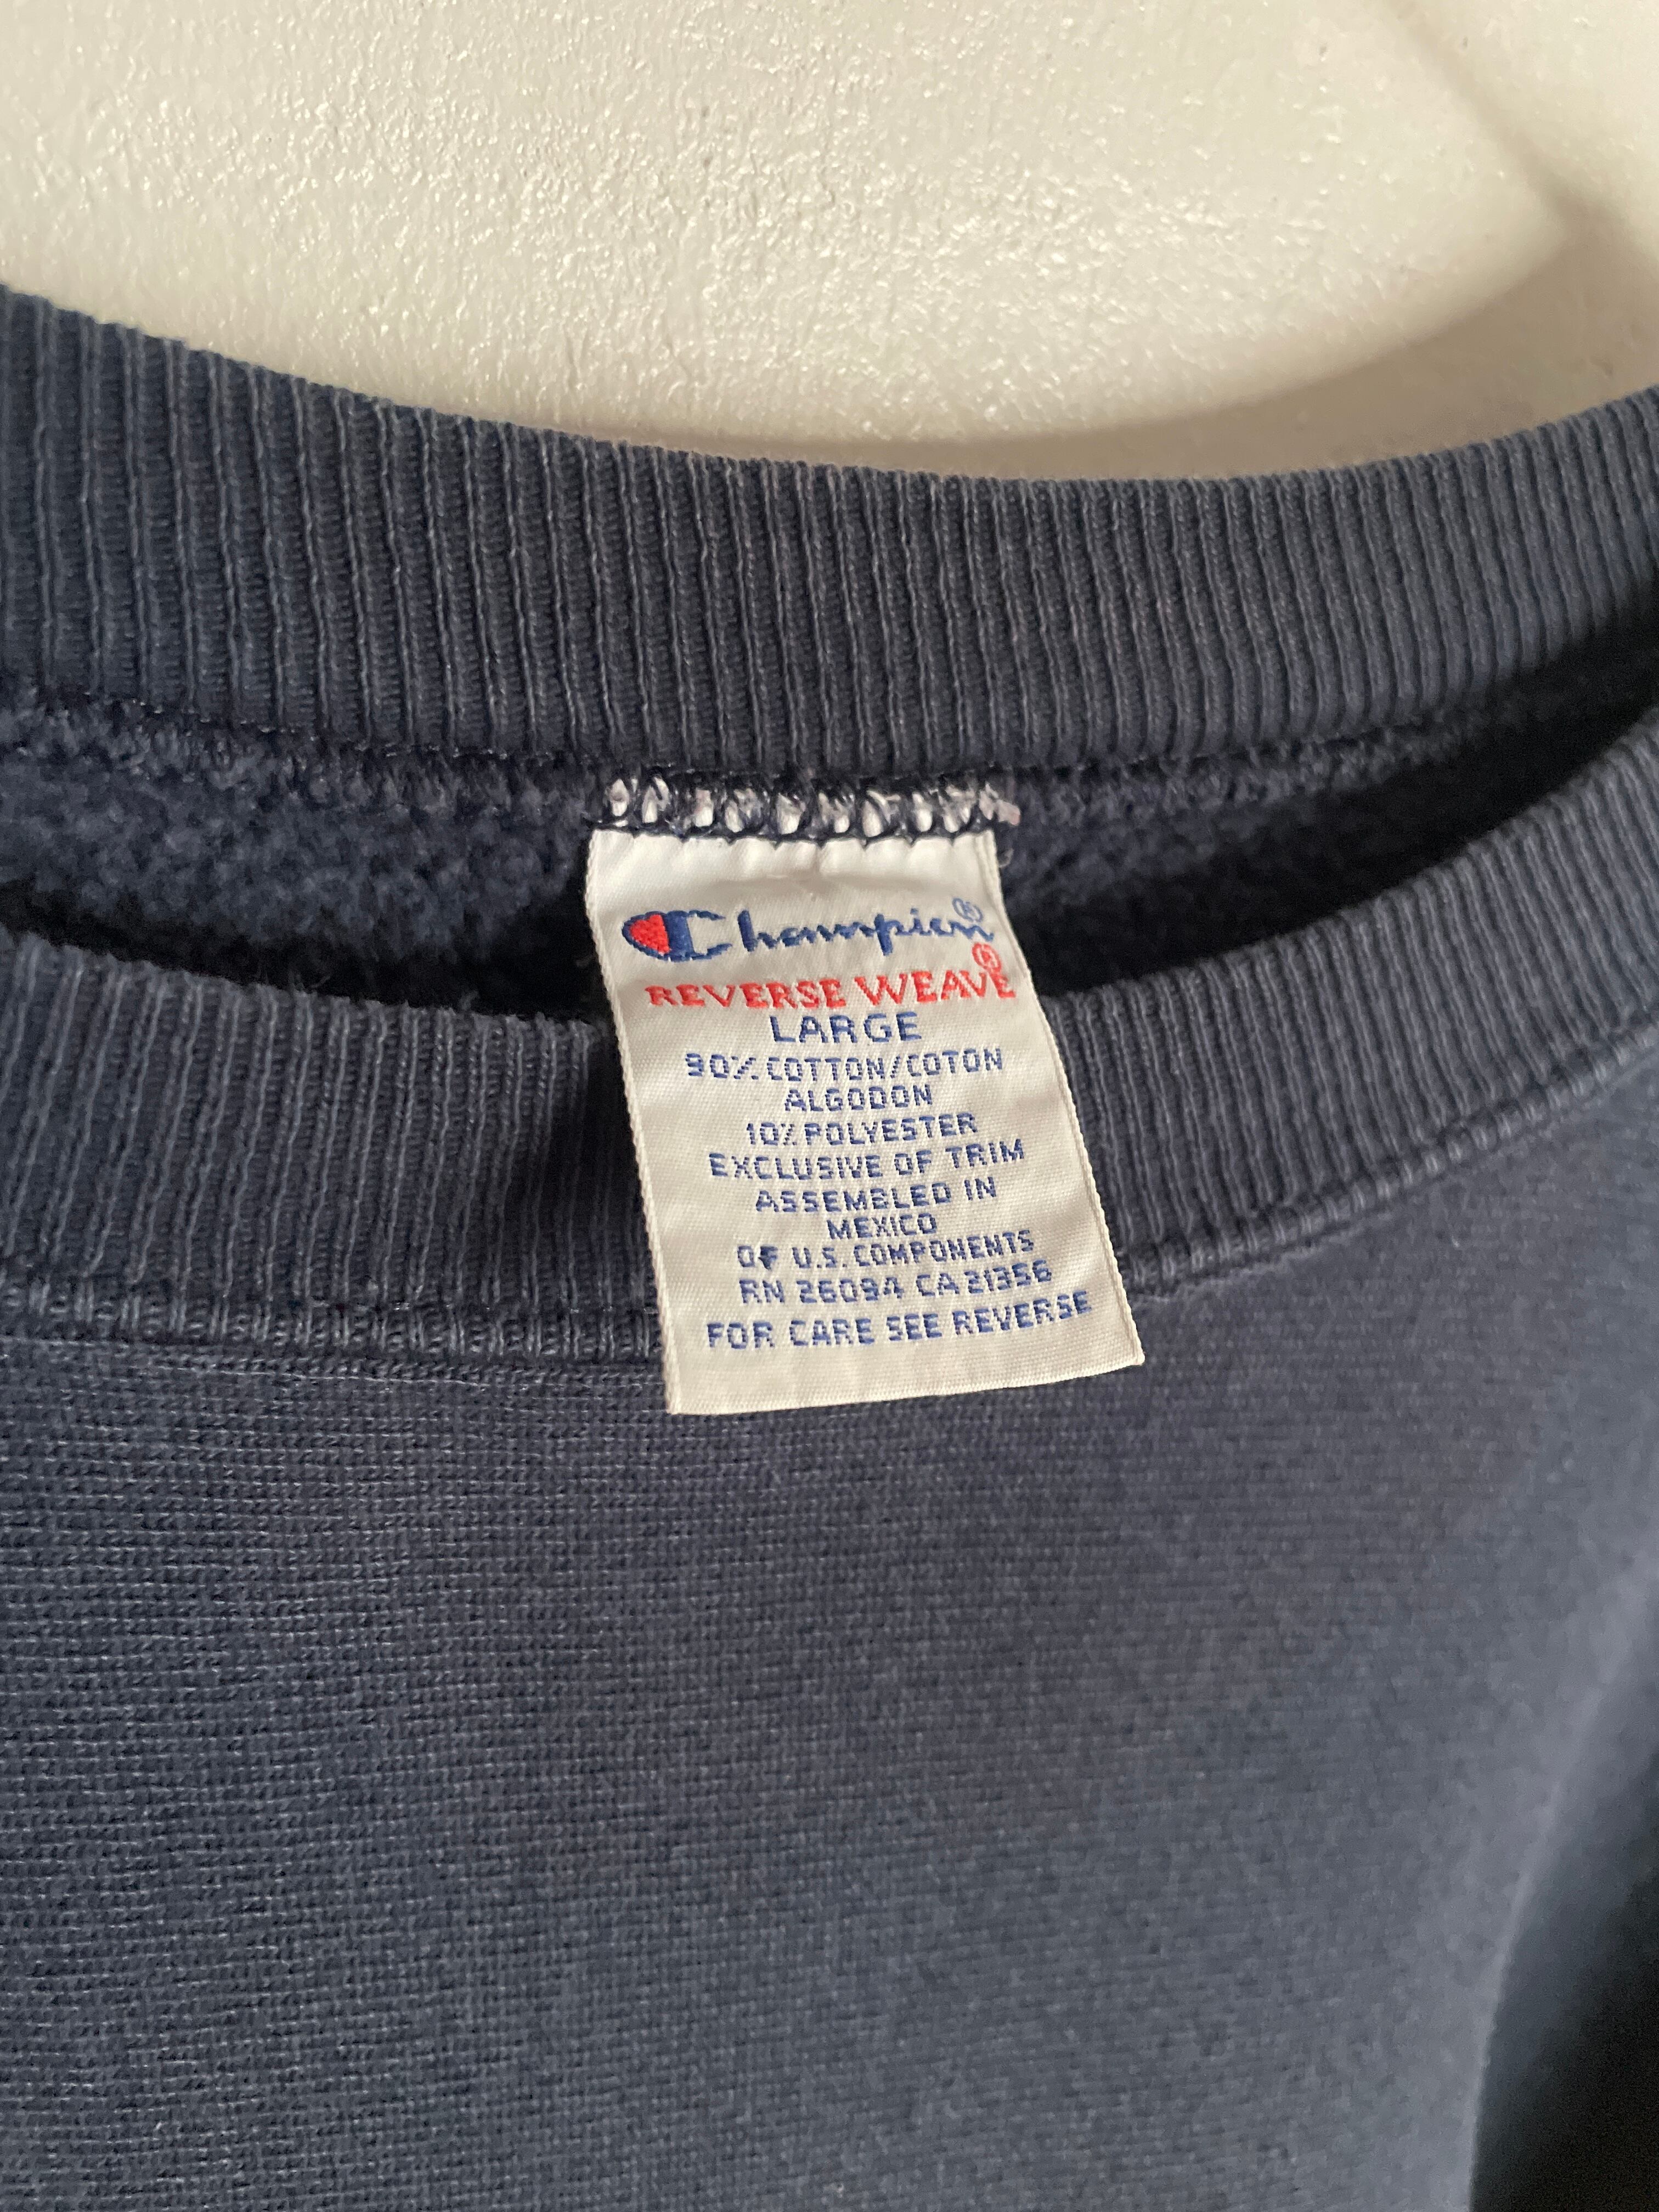 Champion®
REVERSE WEAVE®
LARGE
90% COTTON/COTON
ALGODON
10% POLYESTER
EXCLUSIVE OF TRIM
ASSEMBLED IN
MEXICO
OF U.S. COMPONENTS
RN 26094 CA 21356
FOR CARE SEE REVERSE